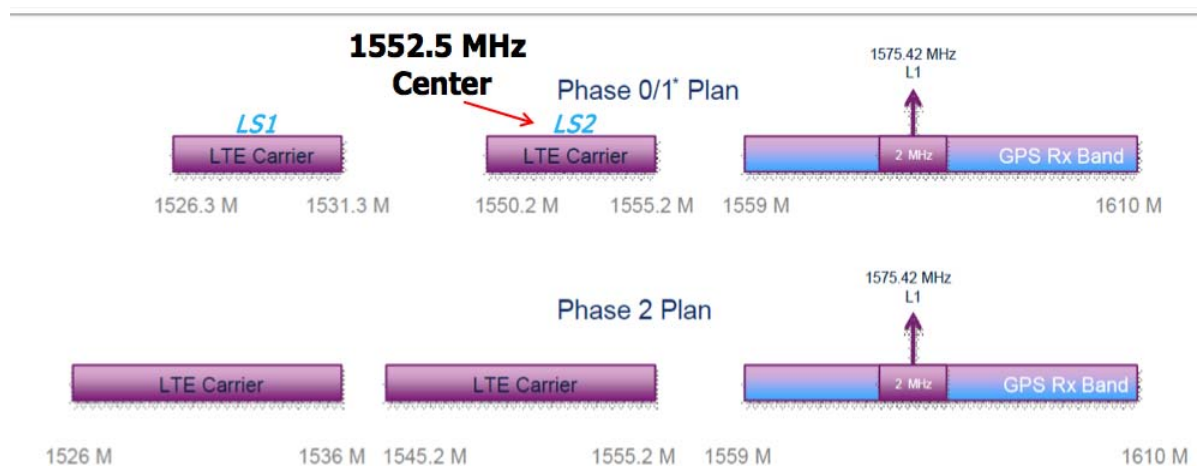 1552.5 MHz
Center
Phase 0/1* Plan
1575.42 MHz
L1
LS1
LS2
LTE Carrier
LTE Carrier
2 MHz
GPS Rx Band
1526.3 M
1531.3 M
1550.2 M
1555.2 M
1559 M
1610 M
Phase 2 Plan
1575.42 MHz
L1
LTE Carrier
LTE Carrier
2 MHz
GPS Rx Band
1526 M
1536 M
1545.2 M
1555.2 M
1559 M
1610 M